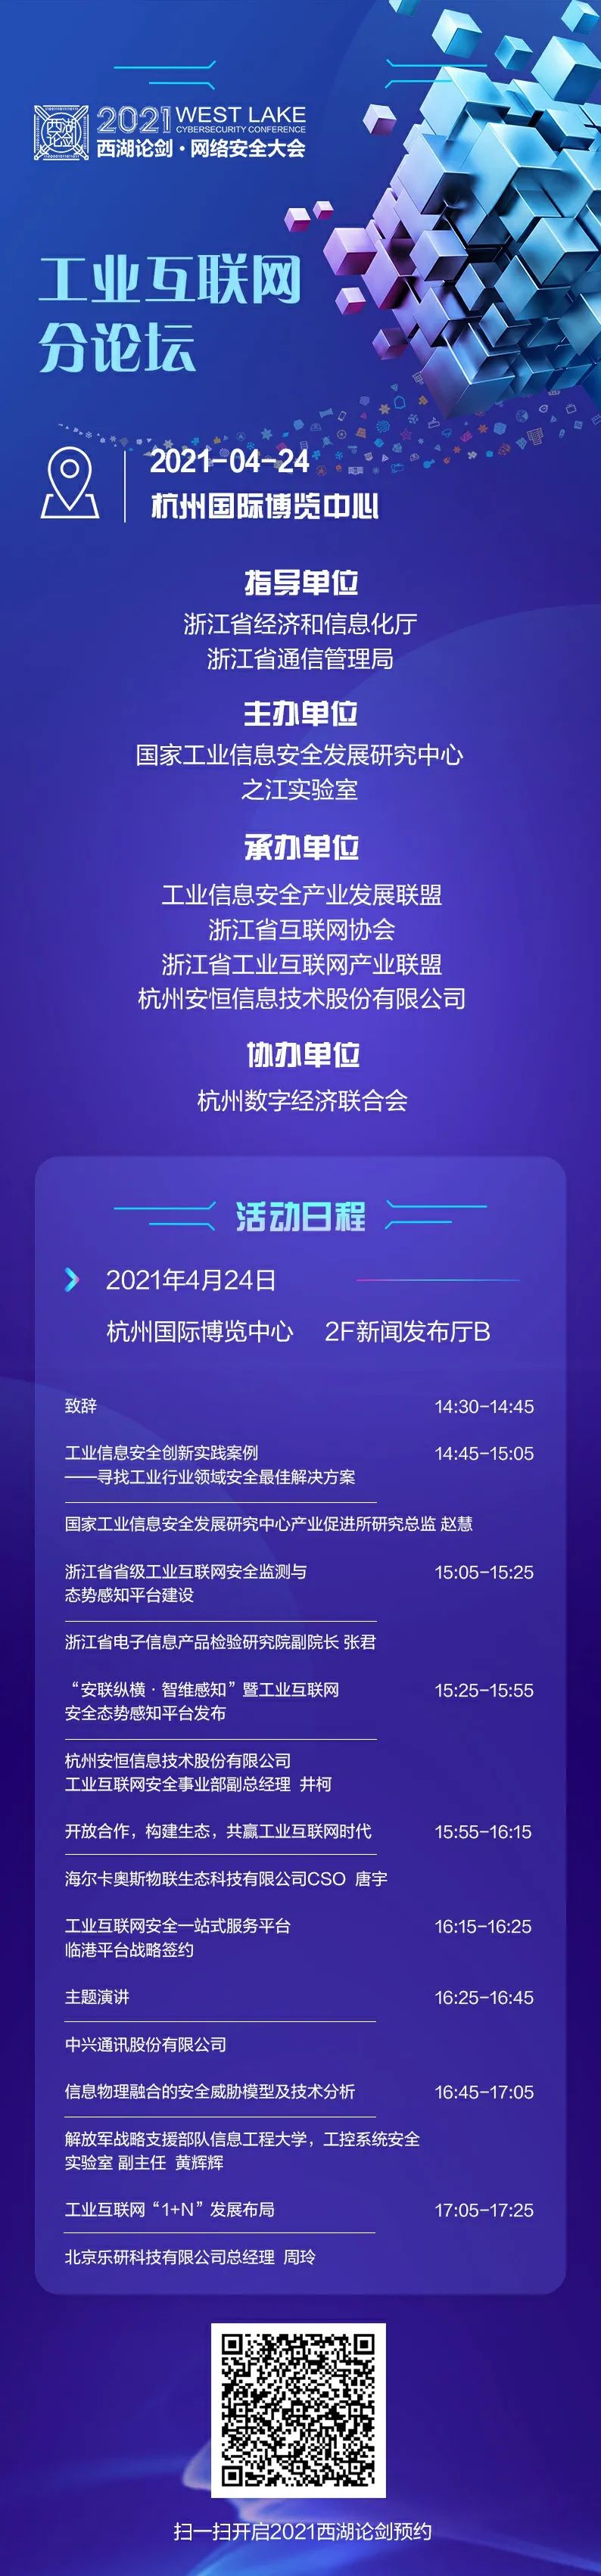 西湖论剑
2021 WEST LAKE
CYBERSECURITY CONFERENCE
西湖论剑·网络安全大会
工业互联网
分论坛
2021-04-24
杭州国际博览中心
指导单位
浙江省经济和信息化厅
浙江省通信管理局
主办单位
国家工业信息安全发展研究中心
之江实验室
承办单位
工业信息安全产业发展联盟
浙江省互联网协会
浙江省工业互联网产业联盟
杭州安恒信息技术股份有限公司
协办单位
杭州数字经济联合会
活动日程
2021年4月24日
杭州国际博览中心 2F新闻发布厅B
致辞 14:30-14:45
工业信息安全创新实践案例 14:45-15:05
——寻找工业行业领域安全最佳解决方案
国家工业信息安全发展研究中心产业促进所研究总监 赵慧
浙江省省级工业互联网安全监测与 15:05-15:25
态势感知平台建设
浙江省电子信息产品检验研究院副院长 张君
“安联纵横·智维感知”暨工业互联网 15:25-15:55
安全态势感知平台发布
杭州安恒信息技术股份有限公司
工业互联网安全事业部副总经理 井柯
开放合作，构建生态，共赢工业互联网时代 15:55-16:15
海尔卡奥斯物联生态科技有限公司CSO 唐宇
工业互联网安全一站式服务平台 16:15-16:25
临港平台战略签约
主题演讲 16:25-16:45
中兴通讯股份有限公司
信息物理融合的安全威胁模型及技术分析 16:45-17:05
解放军战略支援部队信息工程大学，工控系统安全
实验室 副主任 黄辉辉
工业互联网“1+N”发展布局 17:05-17:25
北京乐研科技有限公司总经理 周玲
扫一扫开启2021西湖论剑预约